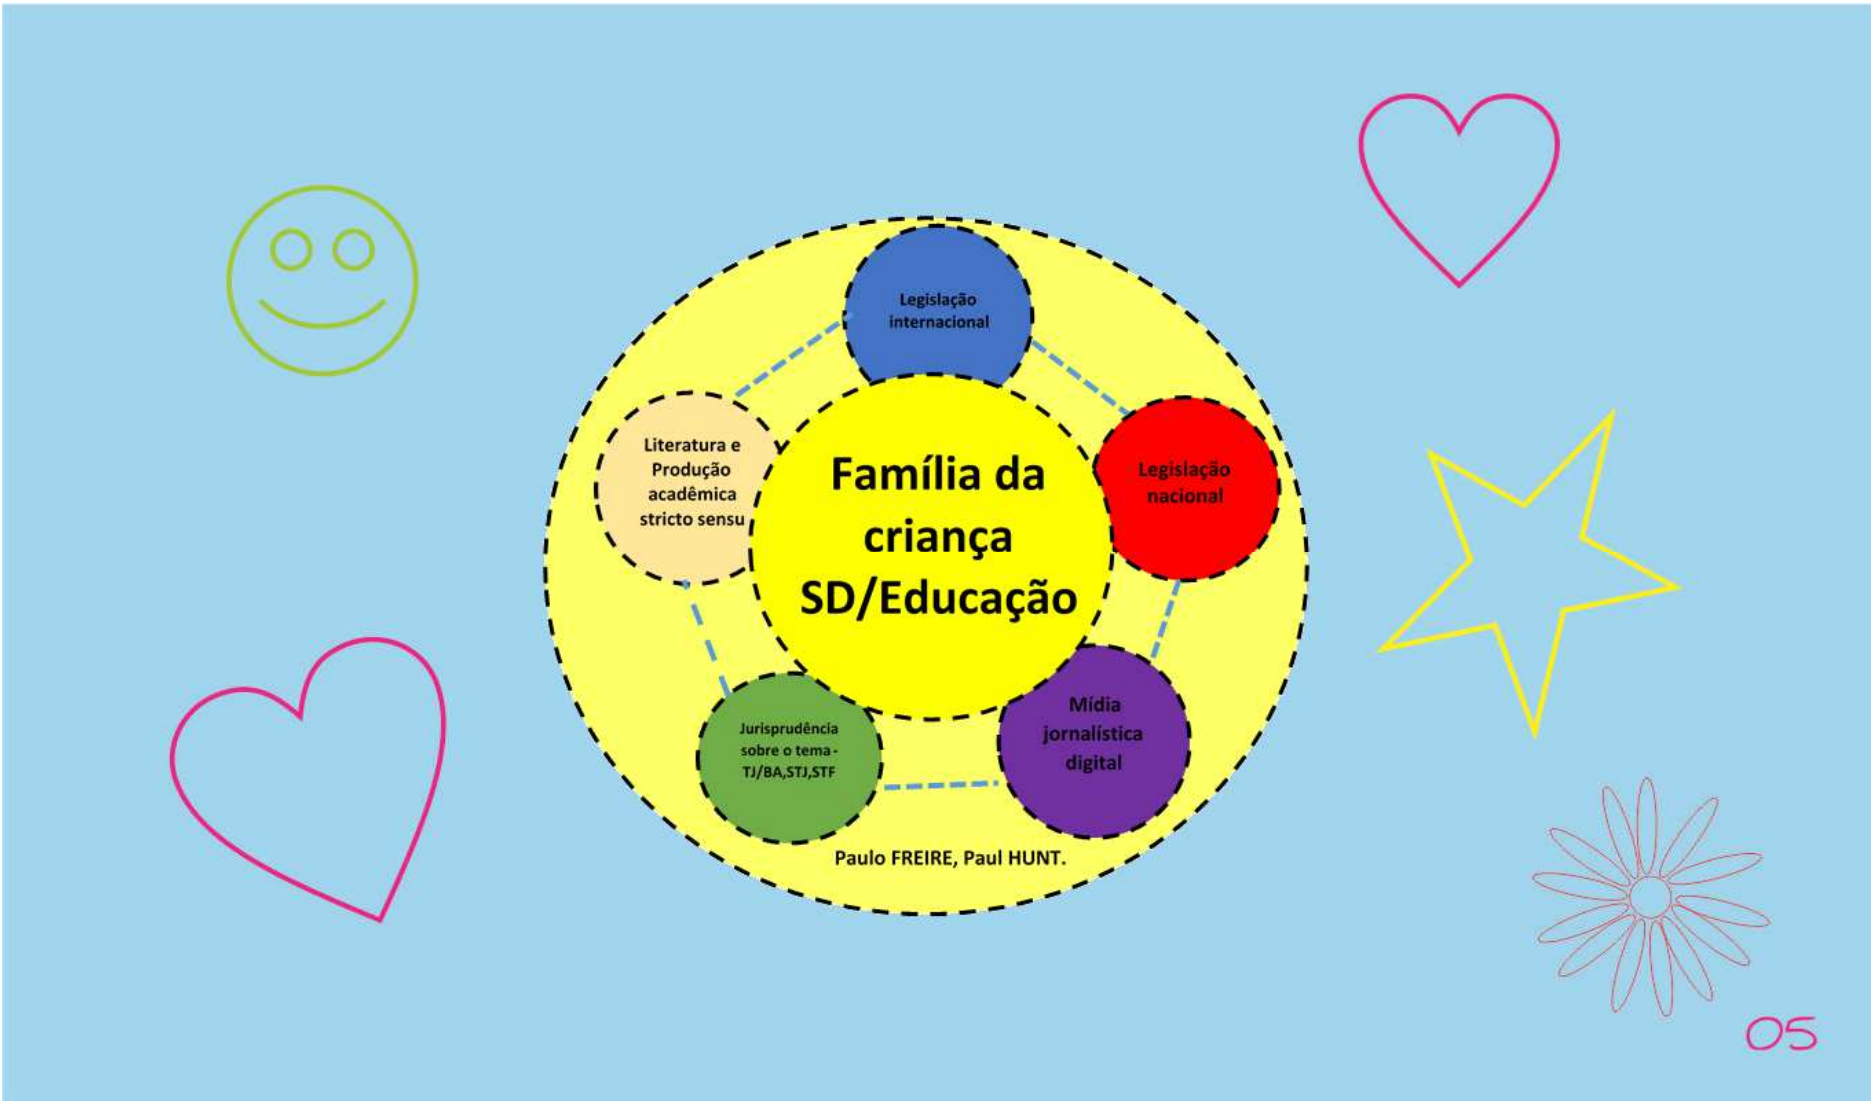 Legislação
internacional
Literatura e
Produção
acadêmica
stricto sensu
Família da
criança
SD/Educação
Legislação
nacional
Jurisprudência
sobre o tema -
TJ/BA,STJ,STF
Mídia
jornalística
digital
Paulo FREIRE, Paul HUNT.
05